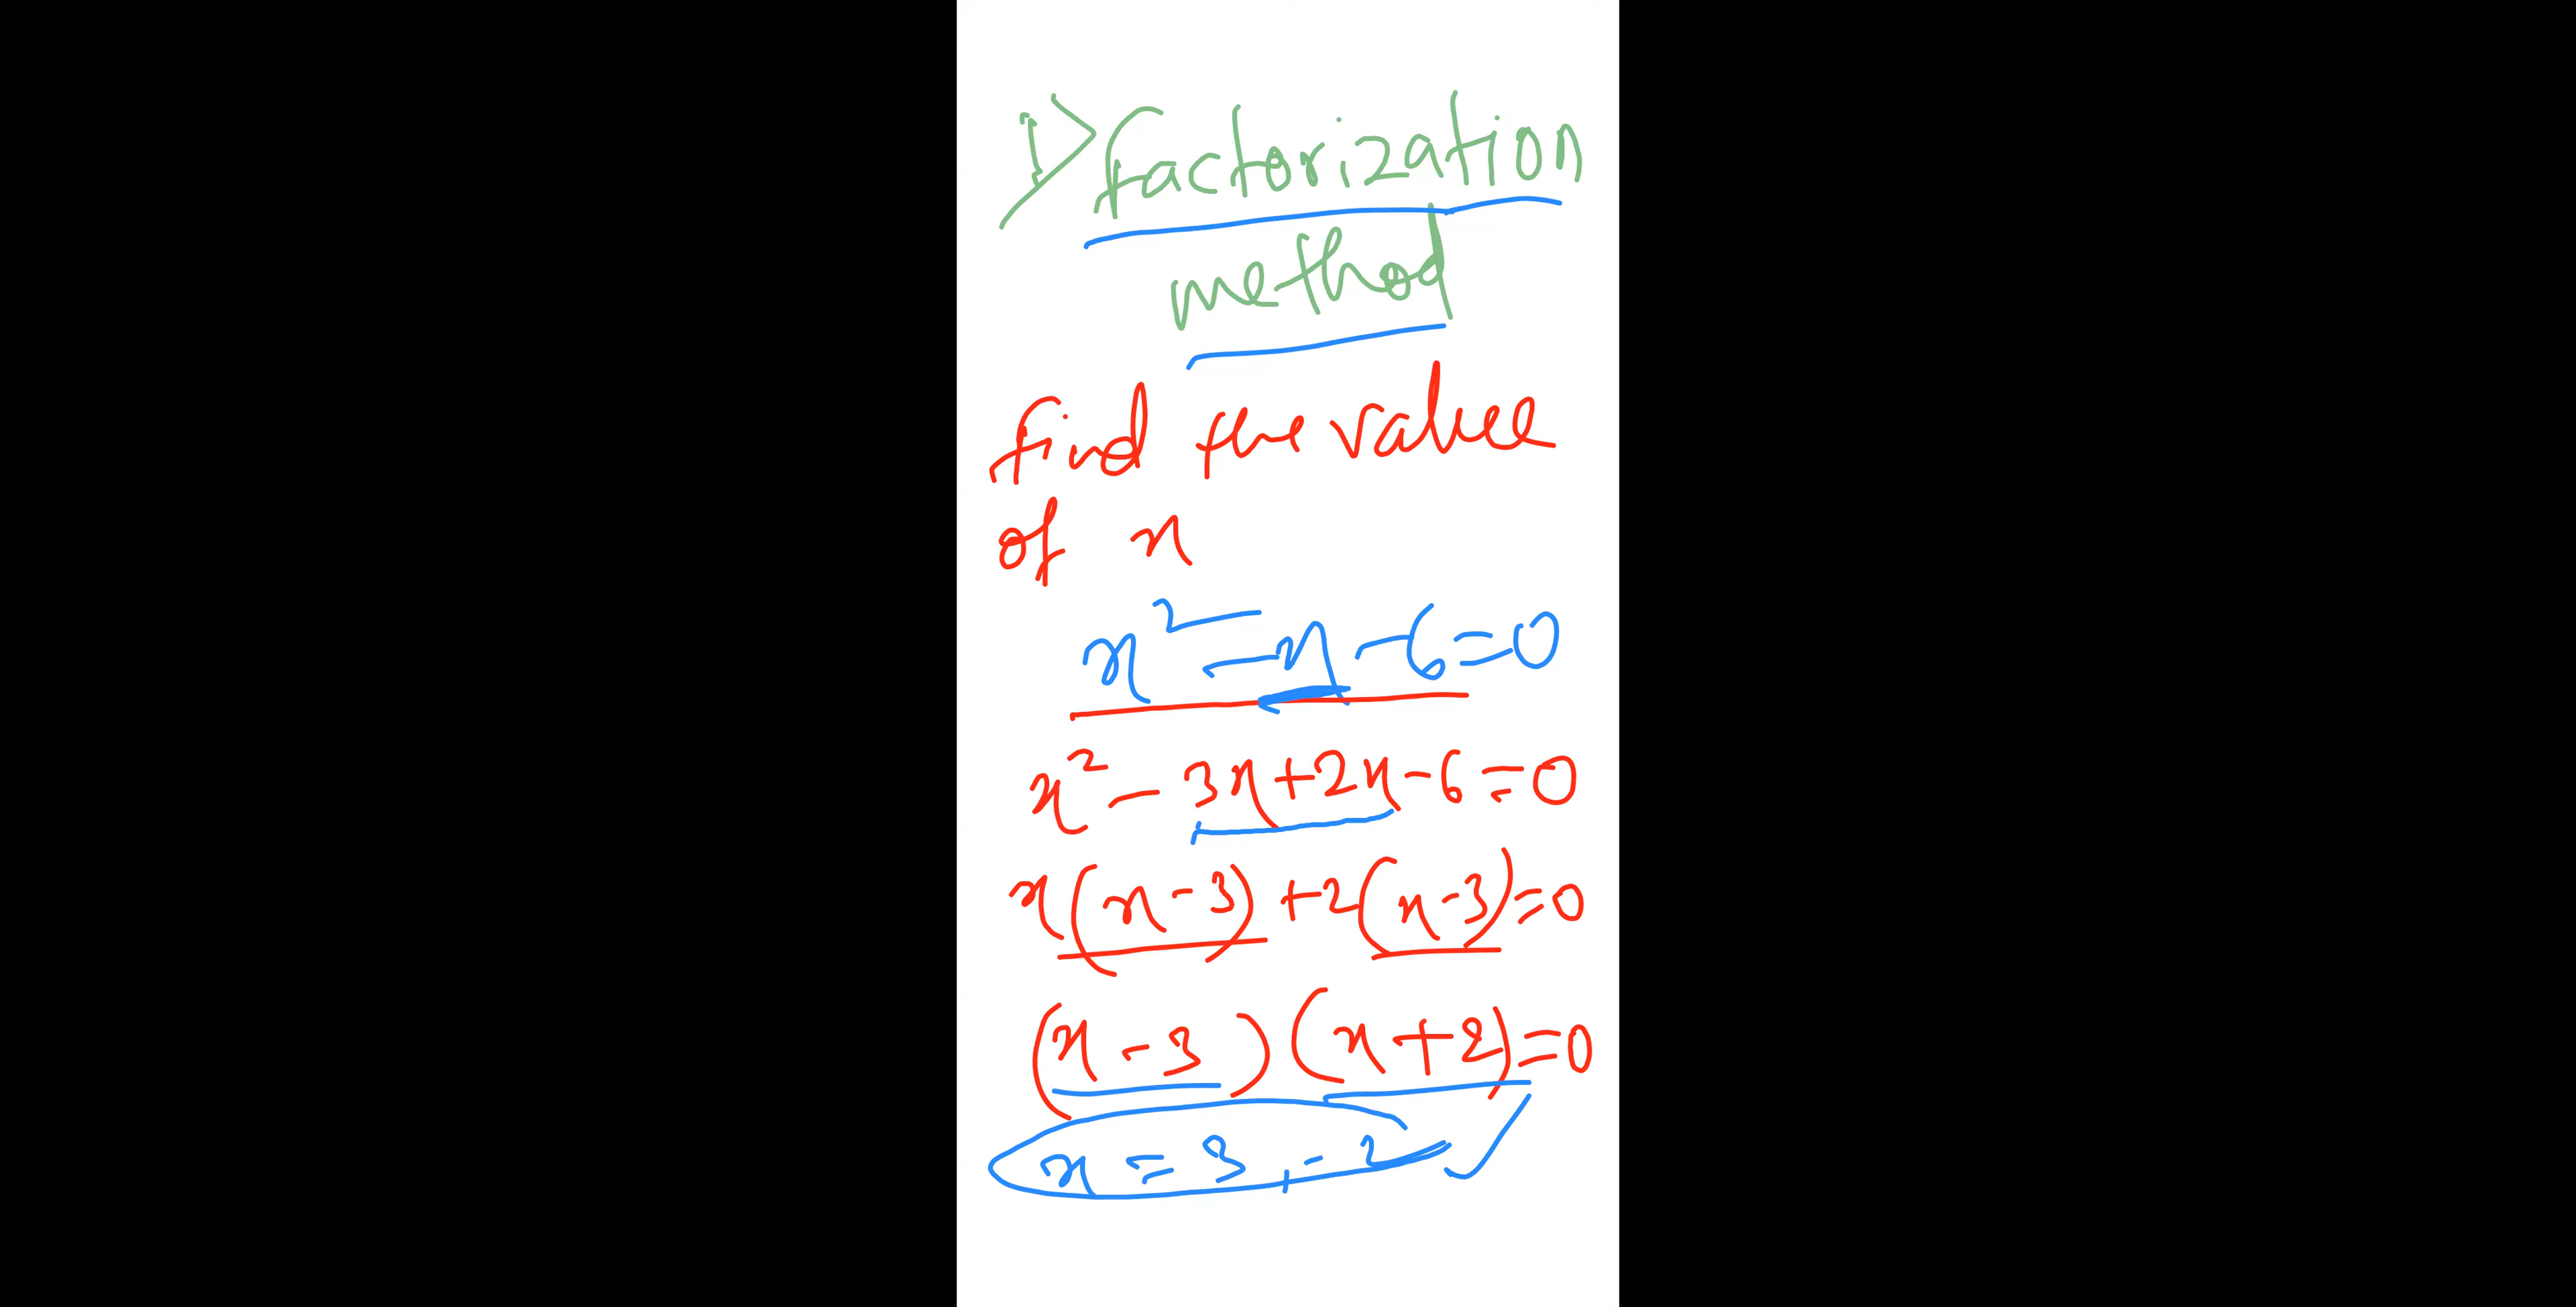 1> Factorization
method
Find the value
of x
x² - x - 6 = 0
x² - 3x + 2x - 6 = 0
x(x - 3) + 2(x - 3) = 0
(x - 3) (x + 2) = 0
x = 3, -2